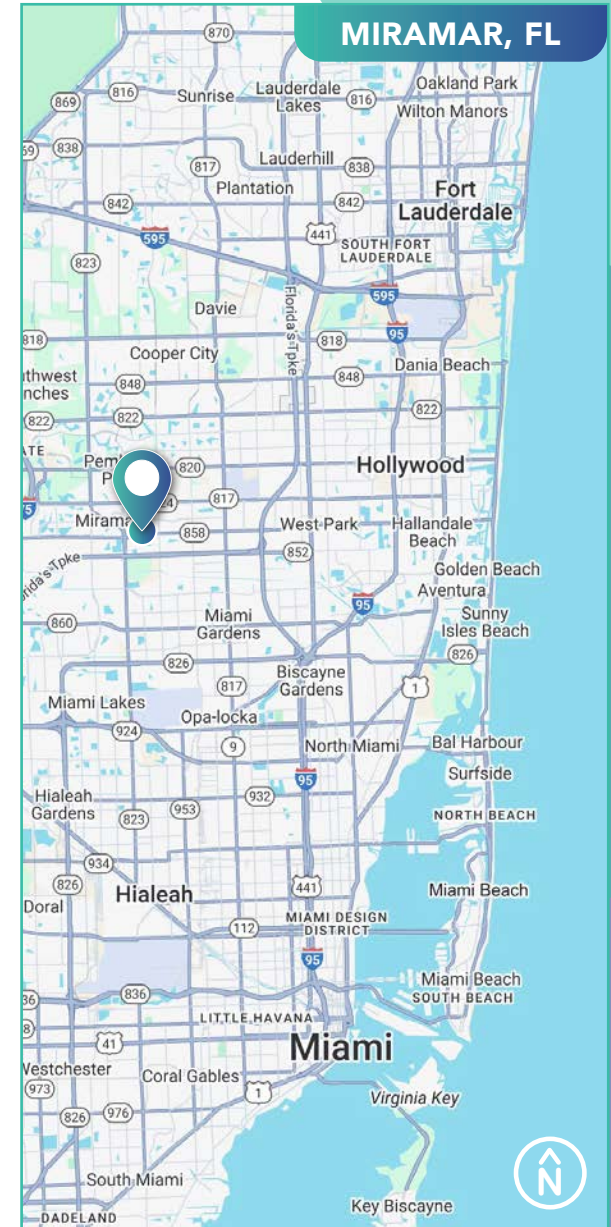 MIRAMAR, FL
870
869
816
Sunrise
Lauderdale
Lakes
816
Oakland Park
Wilton Manors
838
Lauderhill
817
838
Plantation
842
842
Fort
Lauderdale
595
441
SOUTH FORT
LAUDERDALE
823
Florida's Tpke
595
Davie
95
818
818
Cooper City
Dania Beach
848
848
822
822
822
820
Hollywood
817
Miramar
858
West Park
Hallandale
Beach
852
Golden Beach
Aventura
95
Sunny
Isles Beach
860
Miami
Gardens
826
826
Biscayne
Gardens
817
1
Miami Lakes
Opa-locka
924
9
North Miami
Bal Harbour
Surfside
95
Hialeah
Gardens
932
953
823
NORTH BEACH
934
826
Hialeah
441
Miami Beach
Doral
MIAMI DESIGN
DISTRICT
112
95
Miami Beach
SOUTH BEACH
836
LITTLE HAVANA
41
Miami
Westchester
Coral Gables
973
1
Virginia Key
826
976
South Miami
Key Biscayne
DADELAND
N